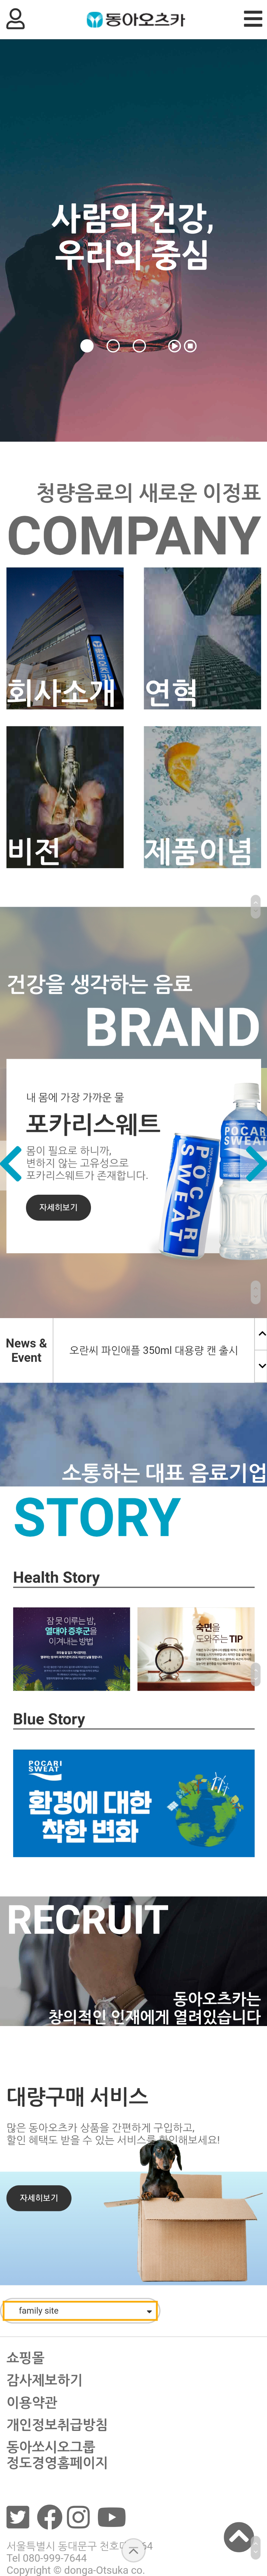 동아오츠카
사람의 건강,
우리의 중심
청량음료의 새로운 이정표
COMPANY
회사소개
연혁
비전
제품이념
건강을 생각하는 음료
BRAND
내 몸에 가장 가까운 물
포카리스웨트
몸이 필요로 하니까,
변하지 않는 고유성으로
포카리스웨트가 존재합니다.
자세히보기
POCARI
SWEAT
POCARI
SWEAT
News &
Event
오란씨 파인애플 350ml 대용량 캔 출시
소통하는 대표 음료기업
STORY
Health Story
잠 못 이루는 밤,
열대야 증후군을
이겨내는 방법
숙면을
도와주는 TIP
Blue Story
POCARI
SWEAT
환경에 대한
착한 변화
RECRUIT
동아오츠카는
창의적인 인재에게 열려있습니다
대량구매 서비스
많은 동아오츠카 상품을 간편하게 구입하고,
할인 혜택도 받을 수 있는 서비스를 확인해보세요!
자세히보기
family site
쇼핑몰
감사제보하기
이용약관
개인정보취급방침
동아쏘시오그룹
정도경영홈페이지
서울특별시 동대문구 64
Tel 080-999-7644
Copyright © donga-Otsuka co.